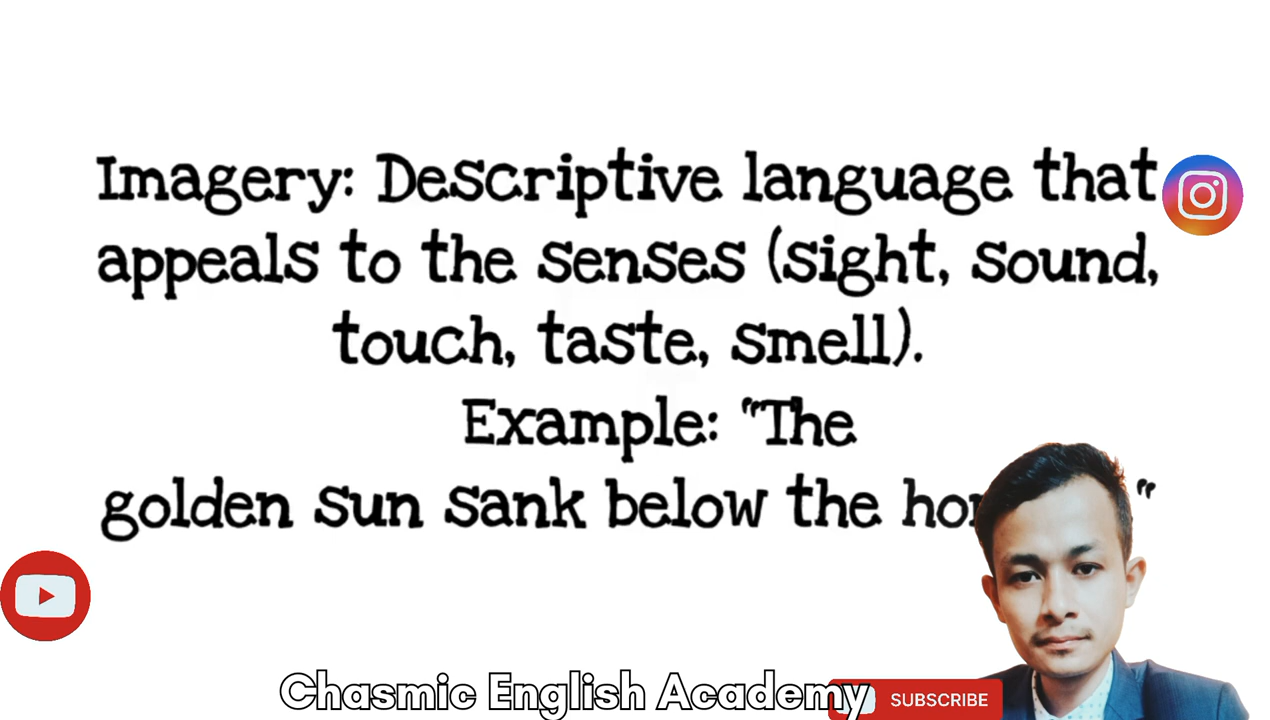 Imagery: Descriptive language that
appeals to the senses (sight, sound,
touch, taste, smell).
Example: "The
golden sun sank below the "
Chasmic English Academy
SUBSCRIBE